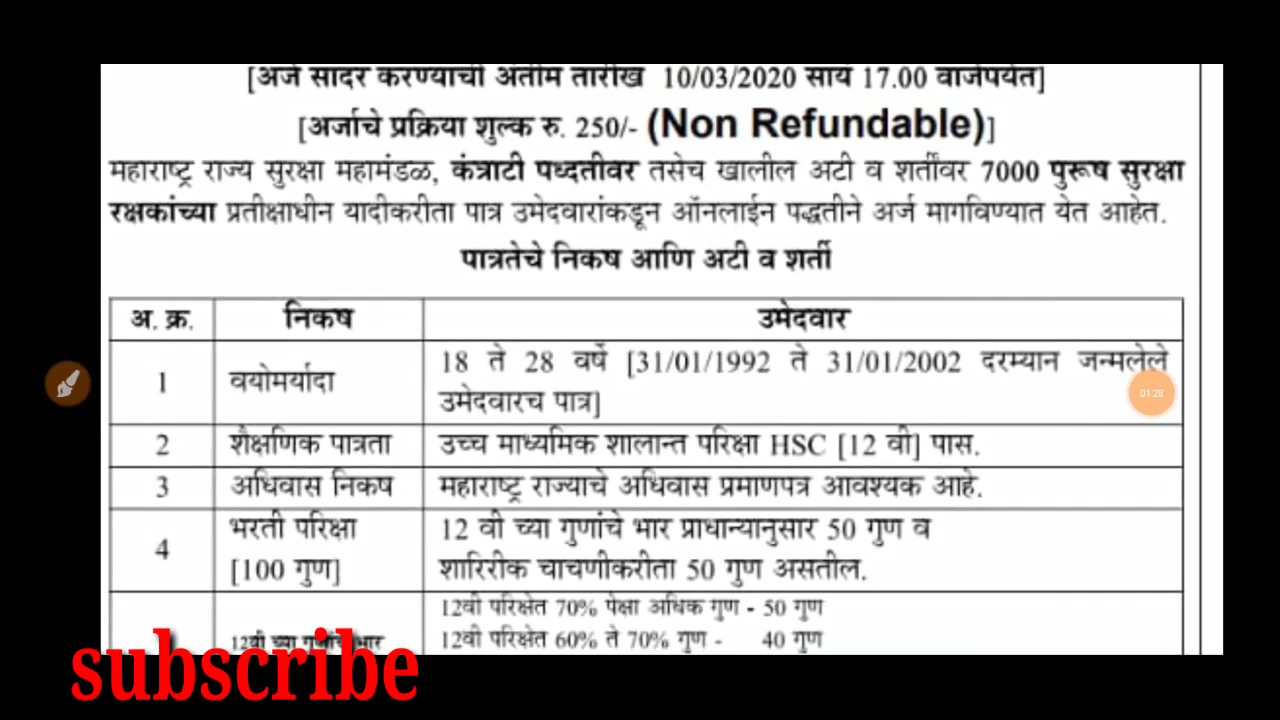 [अर्ज सादर करण्याची अंतीम तारीख 10/03/2020 सायं 17.00 वाजेपर्यंत]
[अर्जाचे प्रक्रिया शुल्क रु. 250/- (Non Refundable)]
महाराष्ट्र राज्य सुरक्षा महामंडळ, कंत्राटी पध्दतीवर तसेच खालील अटी व शर्तींवर 7000 पुरूष सुरक्षा
रक्षकांच्या प्रतीक्षाधीन यादीकरीता पात्र उमेदवारांकडून ऑनलाईन पद्धतीने अर्ज मागविण्यात येत आहेत.
पात्रतेचे निकष आणि अटी व शर्ती
अ. क्र. निकष उमेदवार
1 वयोमर्यादा 18 ते 28 वर्षे [31/01/1992 ते 31/01/2002 दरम्यान जन्मलेले
उमेदवारच पात्र]
01:28
2 शैक्षणिक पात्रता उच्च माध्यमिक शालान्त परिक्षा HSC [12 वी] पास.
3 अधिवास निकष महाराष्ट्र राज्याचे अधिवास प्रमाणपत्र आवश्यक आहे.
4 भरती परिक्षा 12 वी च्या गुणांचे भार प्राधान्यानुसार 50 गुण व
[100 गुण] शारिरीक चाचणीकरीता 50 गुण असतील.
12वी परिक्षेत 70% पेक्षा अधिक गुण - 50 गुण
12वी च्या गुणांचे भार 12वी परिक्षेत 60% ते 70% गुण - 40 गुण
subscribe